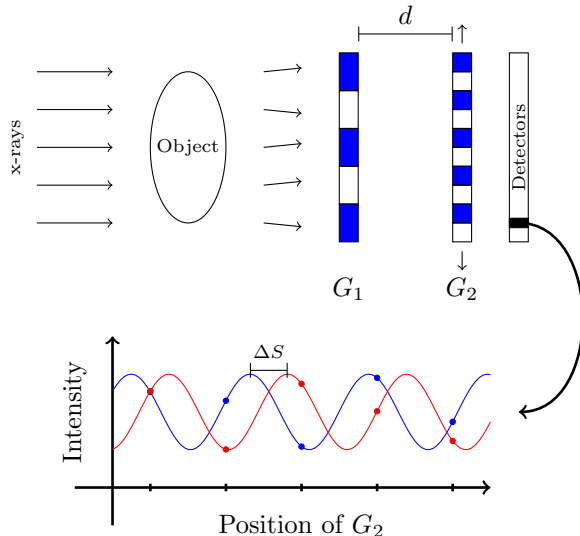 d
x-rays
Object
Detectors
G₁
G₂
ΔS
Intensity
Position of G₂